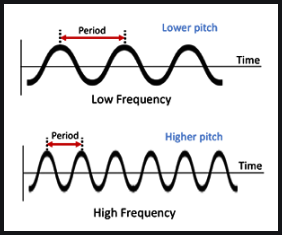 Period
Lower pitch
Time
Low Frequency
Period
Higher pitch
Time
High Frequency